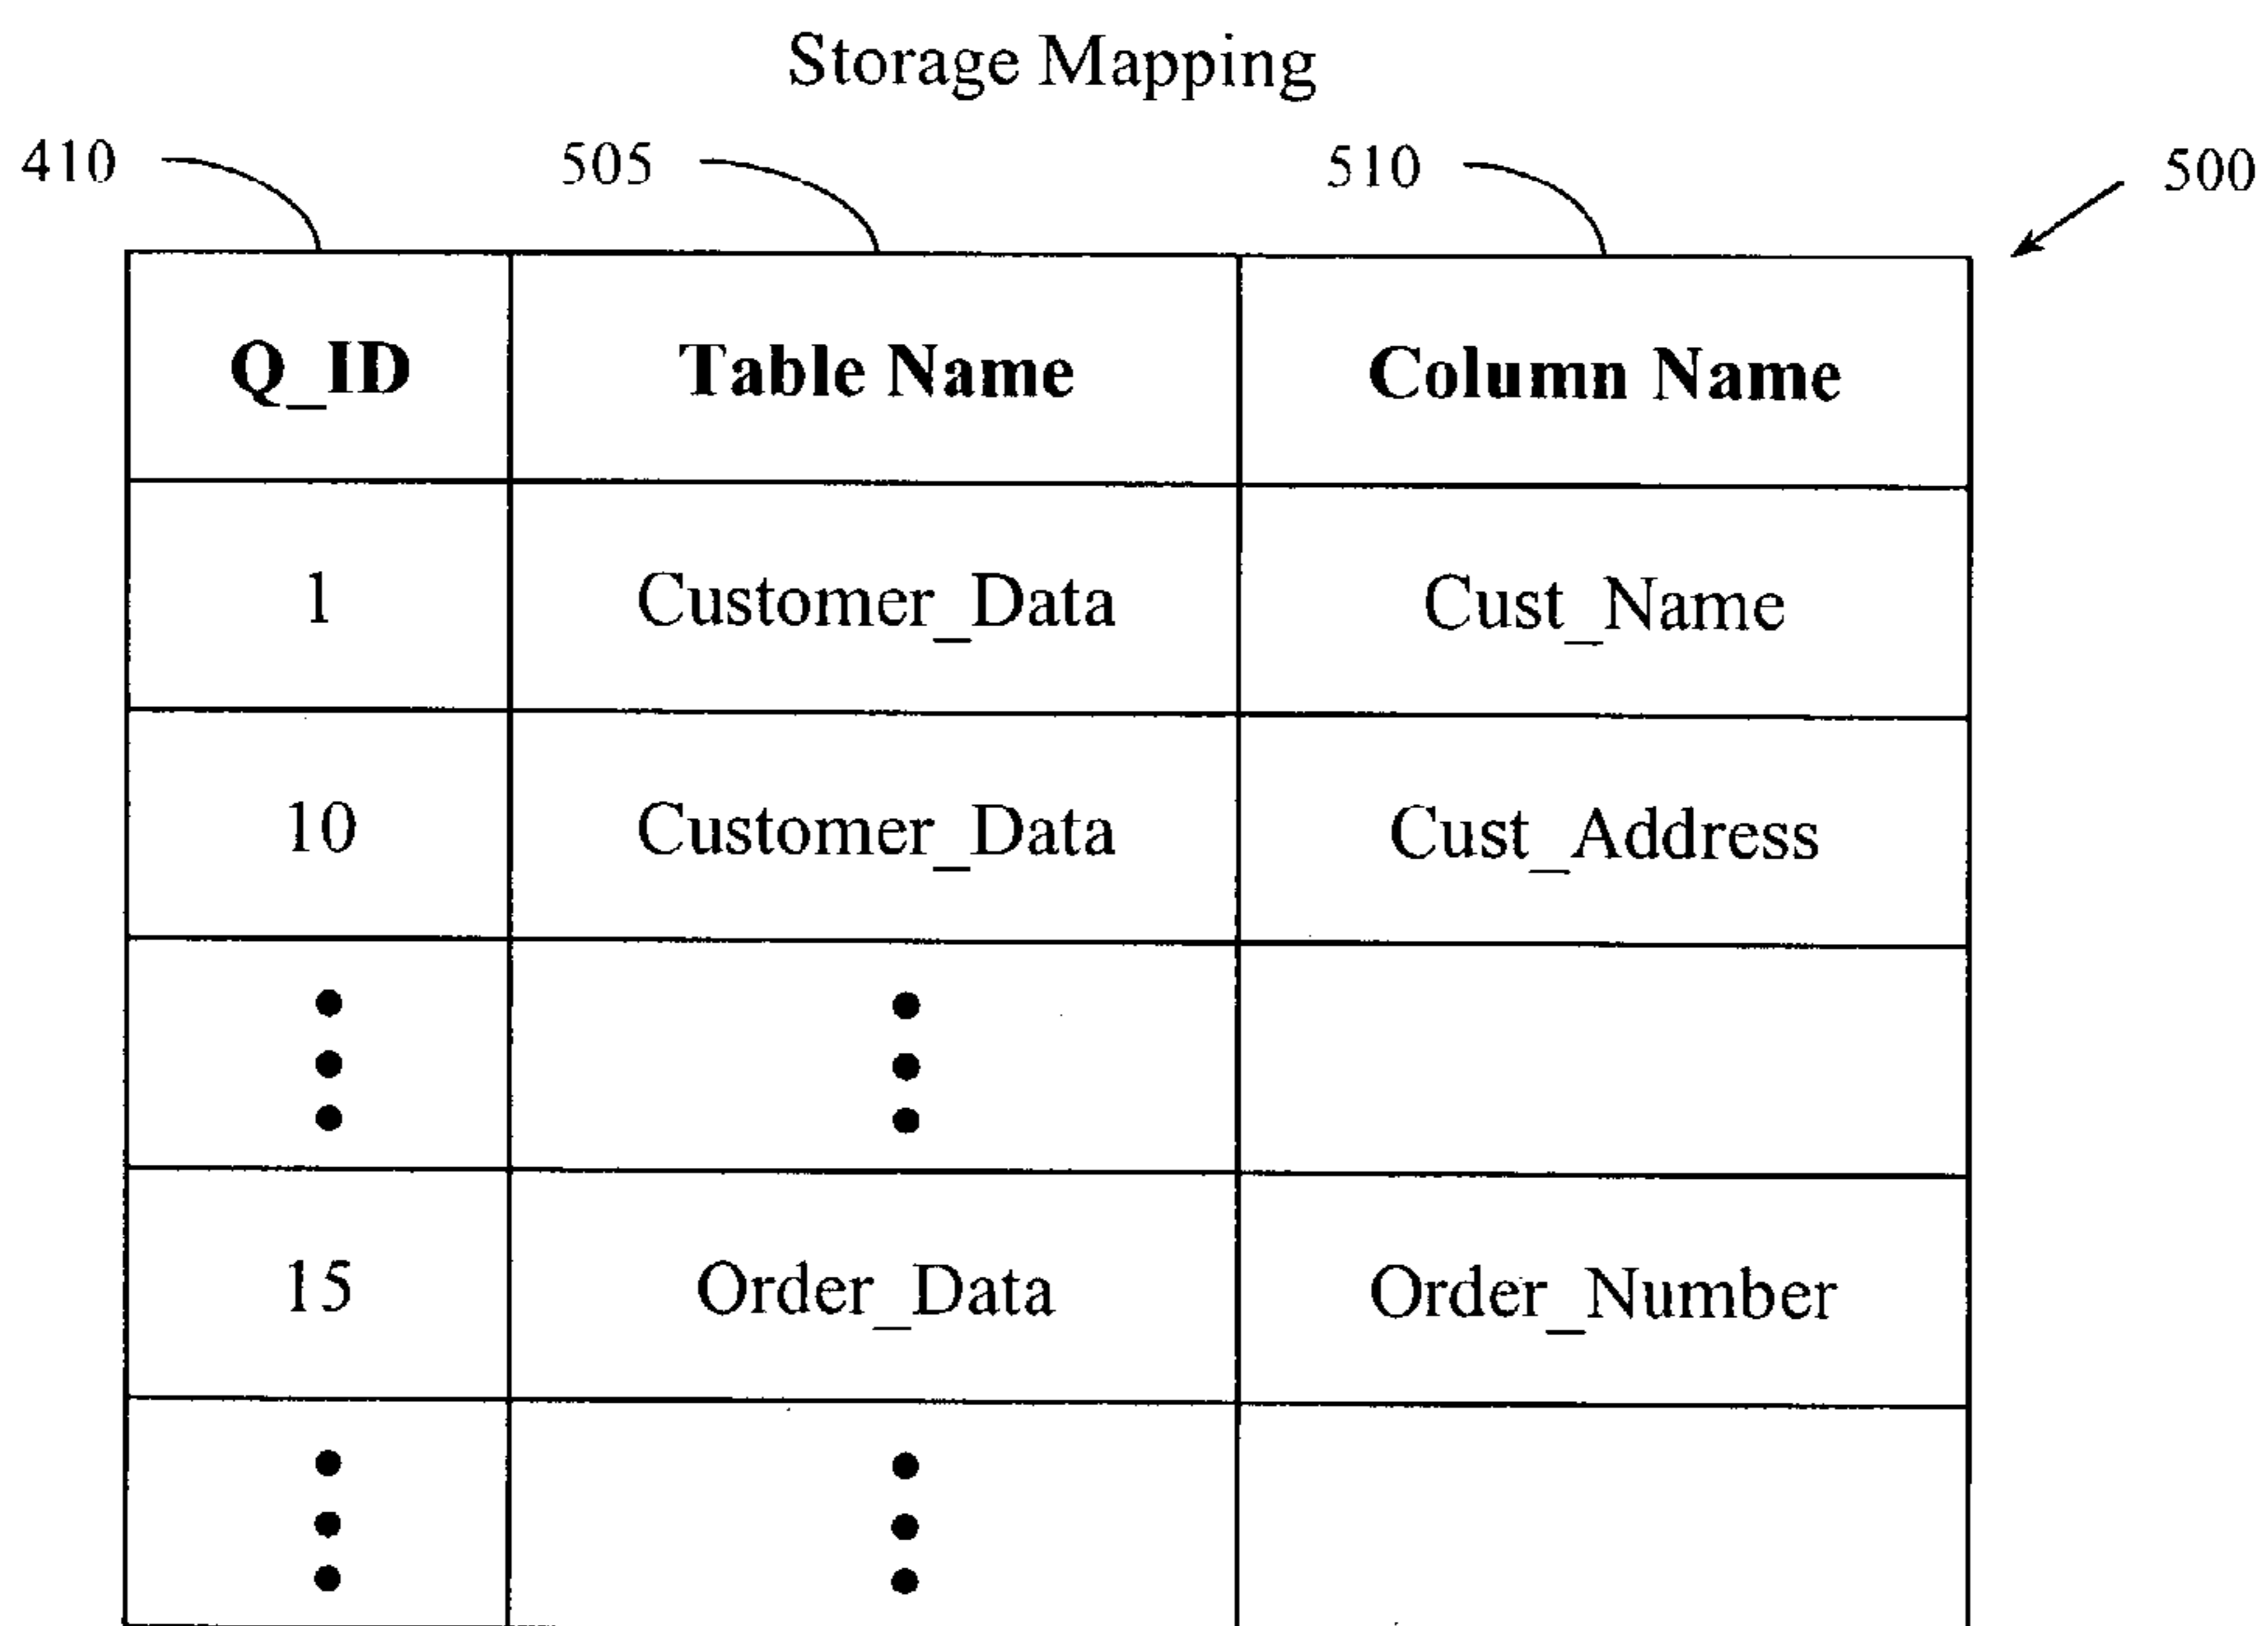 Storage Mapping
410 505 510 500
Q_ID Table Name Column Name
1 Customer_Data Cust_Name
10 Customer_Data Cust_Address
15 Order_Data Order_Number